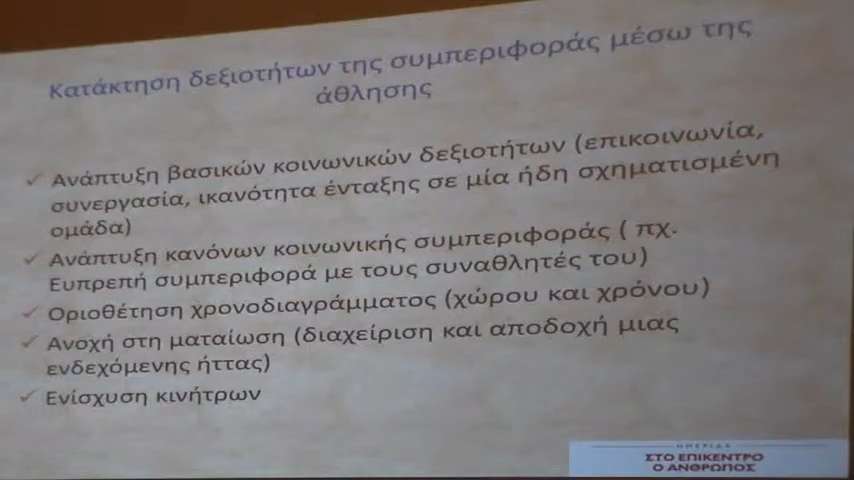 Κατάκτηση δεξιοτήτων της συμπεριφοράς μέσω της
άθλησης
✓ Ανάπτυξη βασικών κοινωνικών δεξιοτήτων (επικοινωνία,
συνεργασία, ικανότητα ένταξης σε μία ήδη σχηματισμένη
ομάδα)
✓ Ανάπτυξη κανόνων κοινωνικής συμπεριφοράς ( πχ.
Ευπρεπή συμπεριφορά με τους συναθλητές του)
✓ Οριοθέτηση χρονοδιαγράμματος (χώρου και χρόνου)
✓ Ανοχή στη ματαίωση (διαχείριση και αποδοχή μιας
ενδεχόμενης ήττας)
✓ Ενίσχυση κινήτρων
ΗΜΕΡΙΔΑ
ΣΤΟ ΕΠΙΚΕΝΤΡΟ
Ο ΑΝΘΡΩΠΟΣ